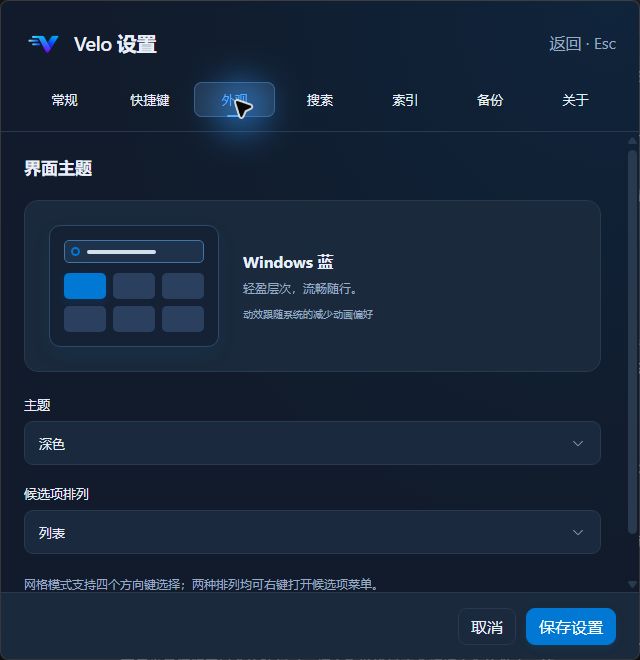 Velo 设置
返回 · Esc
常规
快捷键
外观
搜索
索引
备份
关于
界面主题
Windows 蓝
轻盈层次，流畅随行。
动效跟随系统的减少动画偏好
主题
深色
候选项排列
列表
网格模式支持四个方向键选择；两种排列均可右键打开候选项菜单。
取消
保存设置